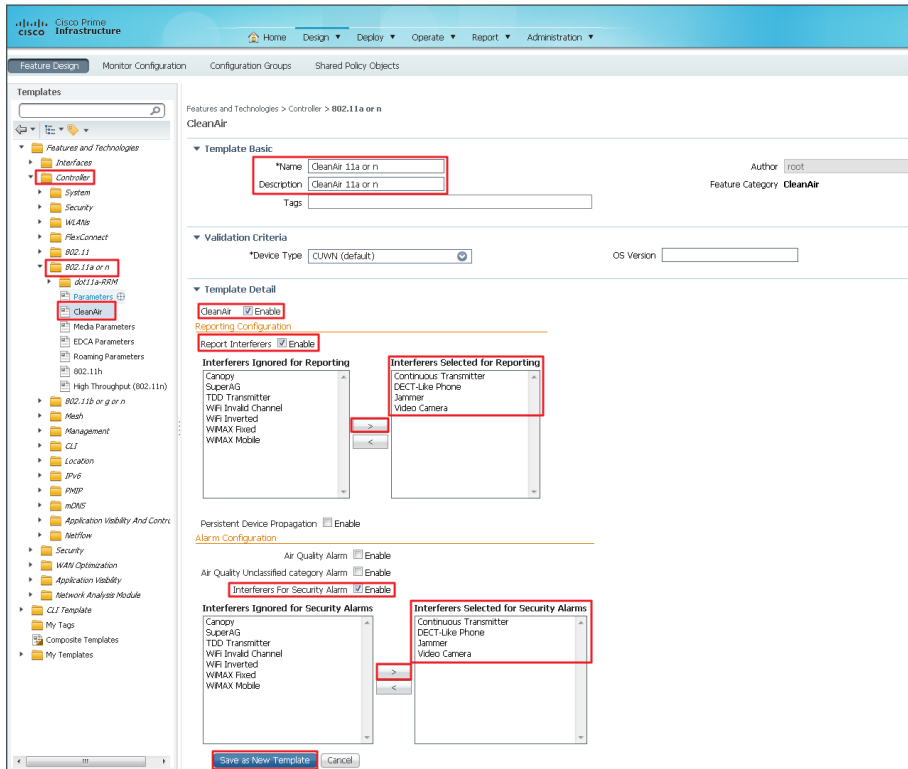 Cisco Prime
CISCO Infrastructure
Home Design Deploy Operate Report Administration
Feature Design Monitor Configuration Configuration Groups Shared Policy Objects
Templates
Features and Technologies
Interfaces
Controller
System
Security
WLANs
FlexConnect
802.11
802.11a or n
dot11a-RRM
Parameters
CleanAir
Media Parameters
EDCA Parameters
Roaming Parameters
802.11h
High Throughput (802.11n)
802.11b or g or n
Mesh
Management
CLI
Location
IPv6
PMIP
mDNS
Application Visibility And Contr
Netflow
Security
WAN Optimization
Application Visibility
Network Analysis Module
CLI Template
My Tags
Composite Templates
My Templates
Features and Technologies > Controller > 802.11a or n
CleanAir
Template Basic
*Name CleanAir 11a or n
Author root
Description CleanAir 11a or n
Feature Category CleanAir
Tags
Validation Criteria
*Device Type CUWN (default)
OS Version
Template Detail
CleanAir Enable
Reporting Configuration
Report Interferers Enable
Interferers Ignored for Reporting
Canopy
SuperAG
TDD Transmitter
WiFi Invalid Channel
WiFi Inverted
WiMAX Fixed
WiMAX Mobile
>
<
Interferers Selected for Reporting
Continuous Transmitter
DECT-Like Phone
Jammer
Video Camera
Persistent Device Propagation Enable
Alarm Configuration
Air Quality Alarm Enable
Air Quality Unclassified category Alarm Enable
Interferers For Security Alarm Enable
Interferers Ignored for Security Alarms
Canopy
SuperAG
TDD Transmitter
WiFi Invalid Channel
WiFi Inverted
WiMAX Fixed
WiMAX Mobile
>
<
Interferers Selected for Security Alarms
Continuous Transmitter
DECT-Like Phone
Jammer
Video Camera
Save as New Template Cancel